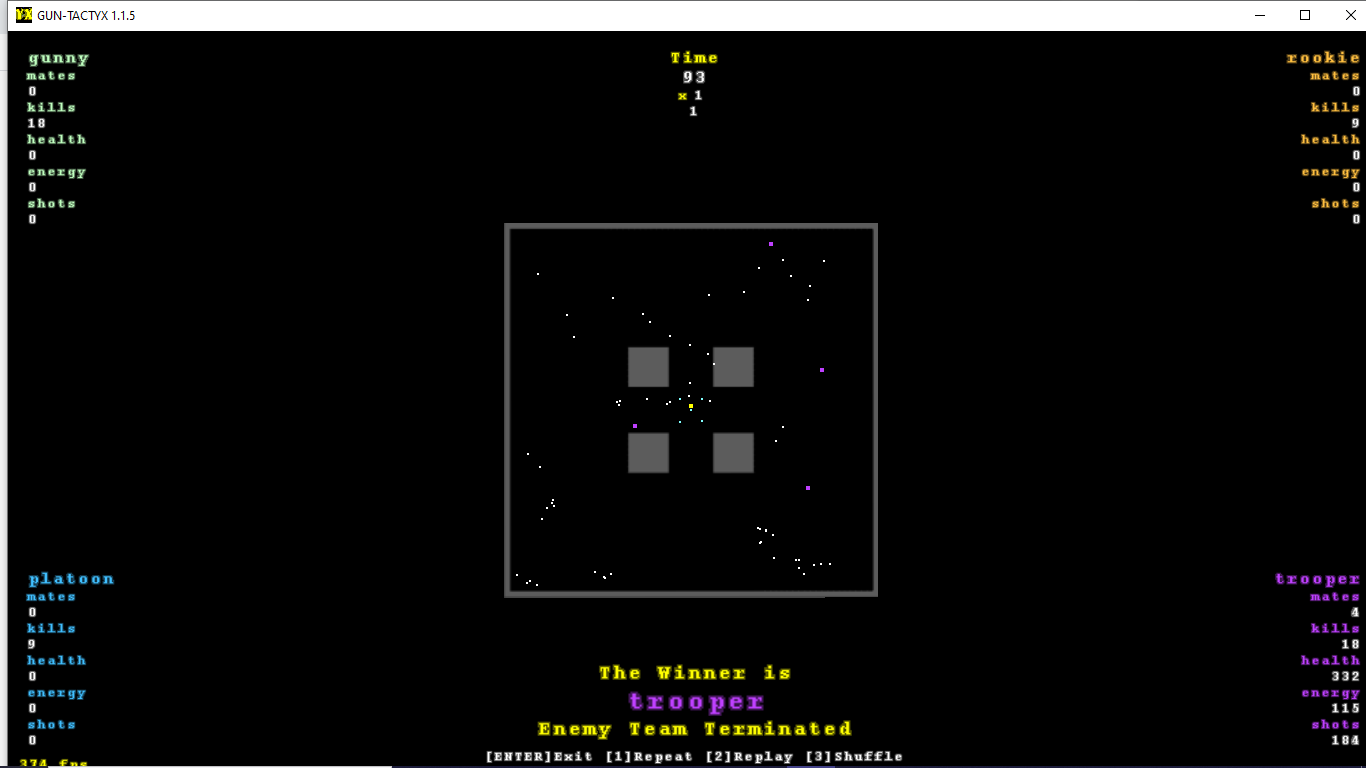 GUN-TACTYX 1.1.5
gunny
mates
0
kills
18
health
0
energy
0
shots
0
Time
93
x 1
1
rookie
mates
0
kills
9
health
0
energy
0
shots
0
platoon
mates
0
kills
9
health
0
energy
0
shots
0
374 fps
The Winner is
trooper
Enemy Team Terminated
[ENTER]Exit [1]Repeat [2]Replay [3]Shuffle
trooper
mates
4
kills
18
health
332
energy
115
shots
184